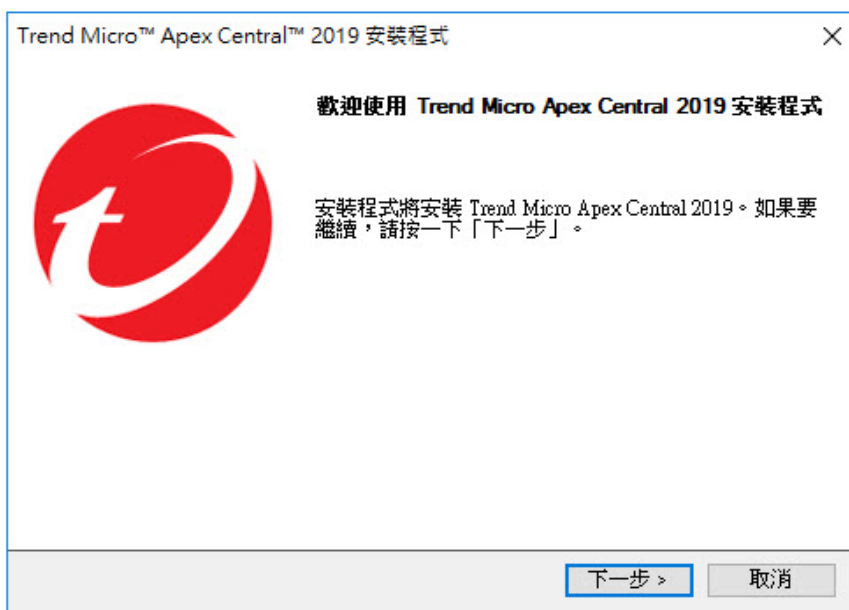 Trend Micro™ Apex Central™ 2019 安裝程式
歡迎使用 Trend Micro Apex Central 2019 安裝程式
安裝程式將安裝 Trend Micro Apex Central 2019。如果要
繼續，請按一下「下一步」。
下一步 >
取消